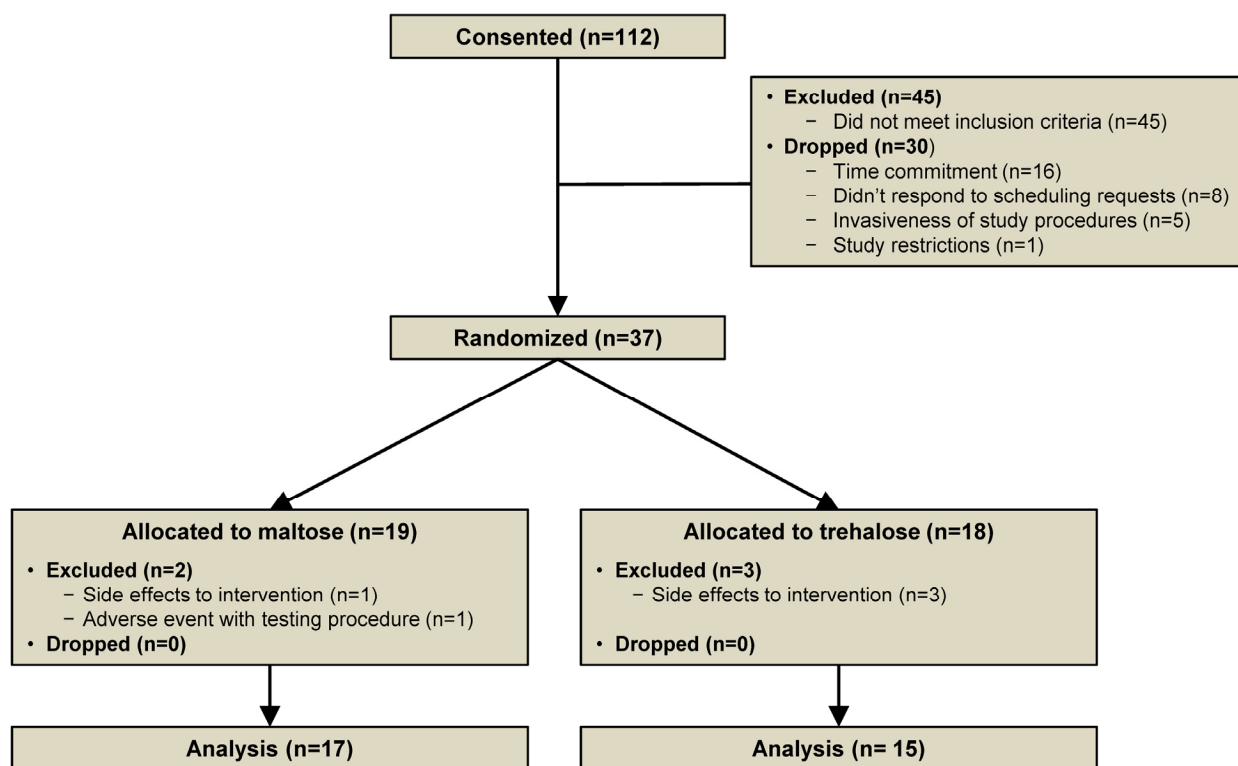 Consented (n=112)
• Excluded (n=45)
– Did not meet inclusion criteria (n=45)
• Dropped (n=30)
– Time commitment (n=16)
– Didn’t respond to scheduling requests (n=8)
– Invasiveness of study procedures (n=5)
– Study restrictions (n=1)
Randomized (n=37)
Allocated to maltose (n=19)
• Excluded (n=2)
– Side effects to intervention (n=1)
– Adverse event with testing procedure (n=1)
• Dropped (n=0)
Allocated to trehalose (n=18)
• Excluded (n=3)
– Side effects to intervention (n=3)
• Dropped (n=0)
Analysis (n=17)
Analysis (n= 15)